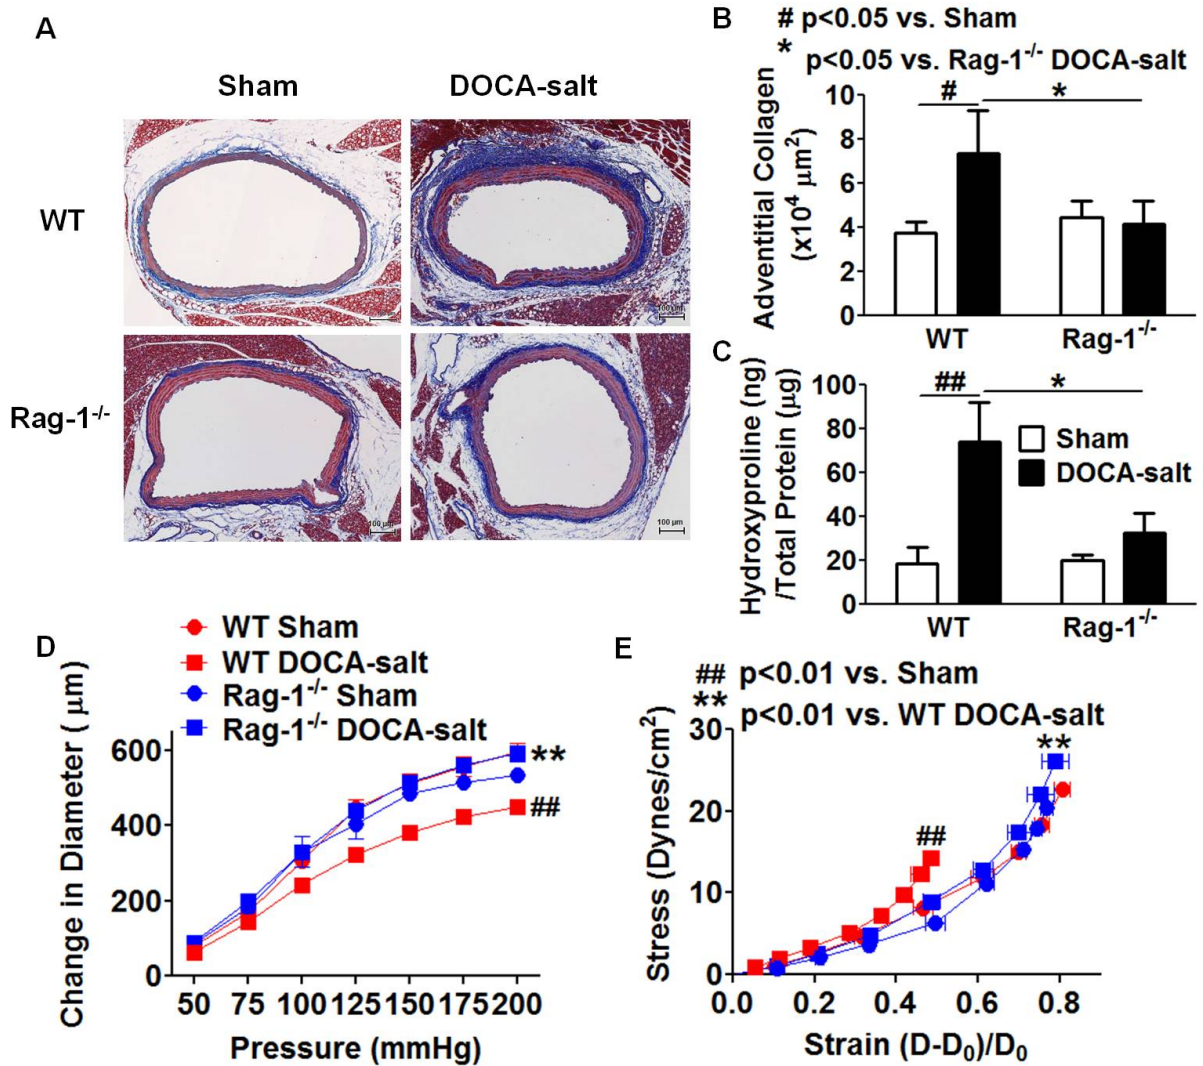 A
Sham
DOCA-salt
WT
Rag-1-/-
100 μm
100 μm
100 μm
B
# p<0.05 vs. Sham
* p<0.05 vs. Rag-1-/- DOCA-salt
Adventitial Collagen
(x10⁴ μm²)
10
8
6
4
2
0
#
*
WT
Rag-1-/-
C
Hydroxyproline (ng)
/Total Protein (μg)
100
80
60
40
20
0
##
*
Sham
DOCA-salt
WT
Rag-1-/-
D
WT Sham
WT DOCA-salt
Rag-1-/- Sham
Rag-1-/- DOCA-salt
Change in Diameter ( μm)
600
400
200
0
**
##
50 75 100 125 150 175 200
Pressure (mmHg)
E
## p<0.01 vs. Sham
** p<0.01 vs. WT DOCA-salt
Stress (Dynes/cm²)
30
20
10
0
**
##
0.0 0.2 0.4 0.6 0.8
Strain (D-D₀)/D₀